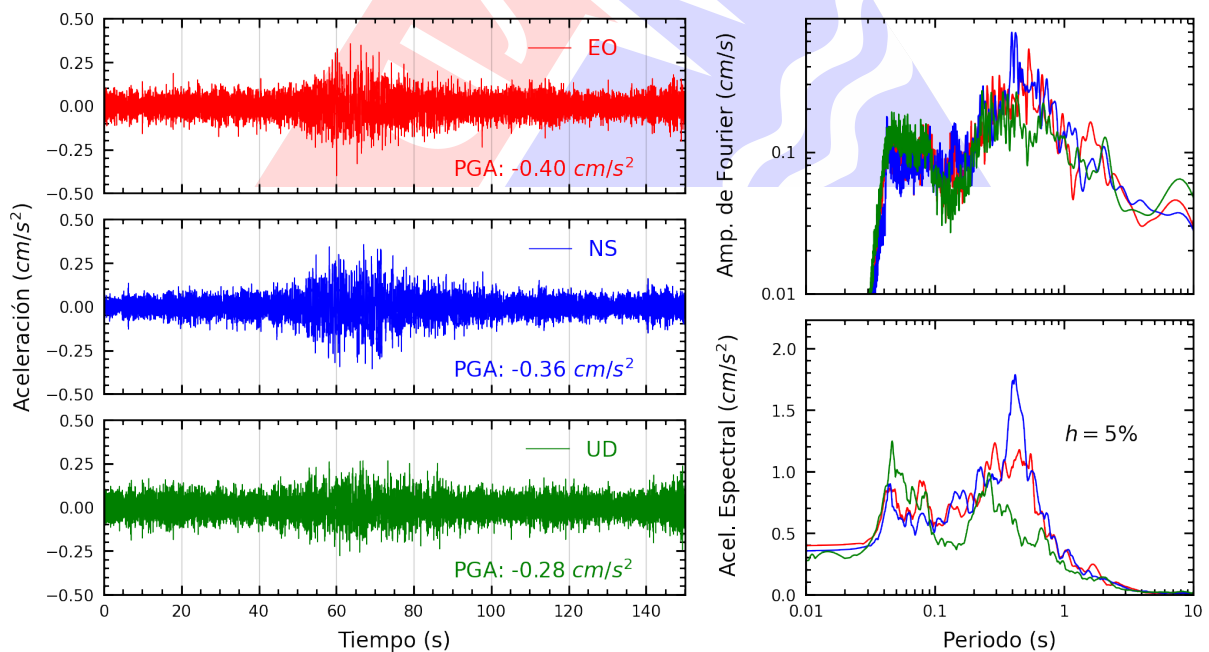 Aceleración (cm/s²)
0.50
0.25
0.00
−0.25
−0.50
EO
PGA: -0.40 cm/s²
0.50
0.25
0.00
−0.25
−0.50
NS
PGA: -0.36 cm/s²
0.50
0.25
0.00
−0.25
−0.50
UD
PGA: -0.28 cm/s²
0 20 40 60 80 100 120 140
Tiempo (s)
Amp. de Fourier (cm/s)
0.1
0.01
Acel. Espectral (cm/s²)
2.0
1.5
1.0
0.5
0.0
h = 5%
0.01 0.1 1 10
Periodo (s)